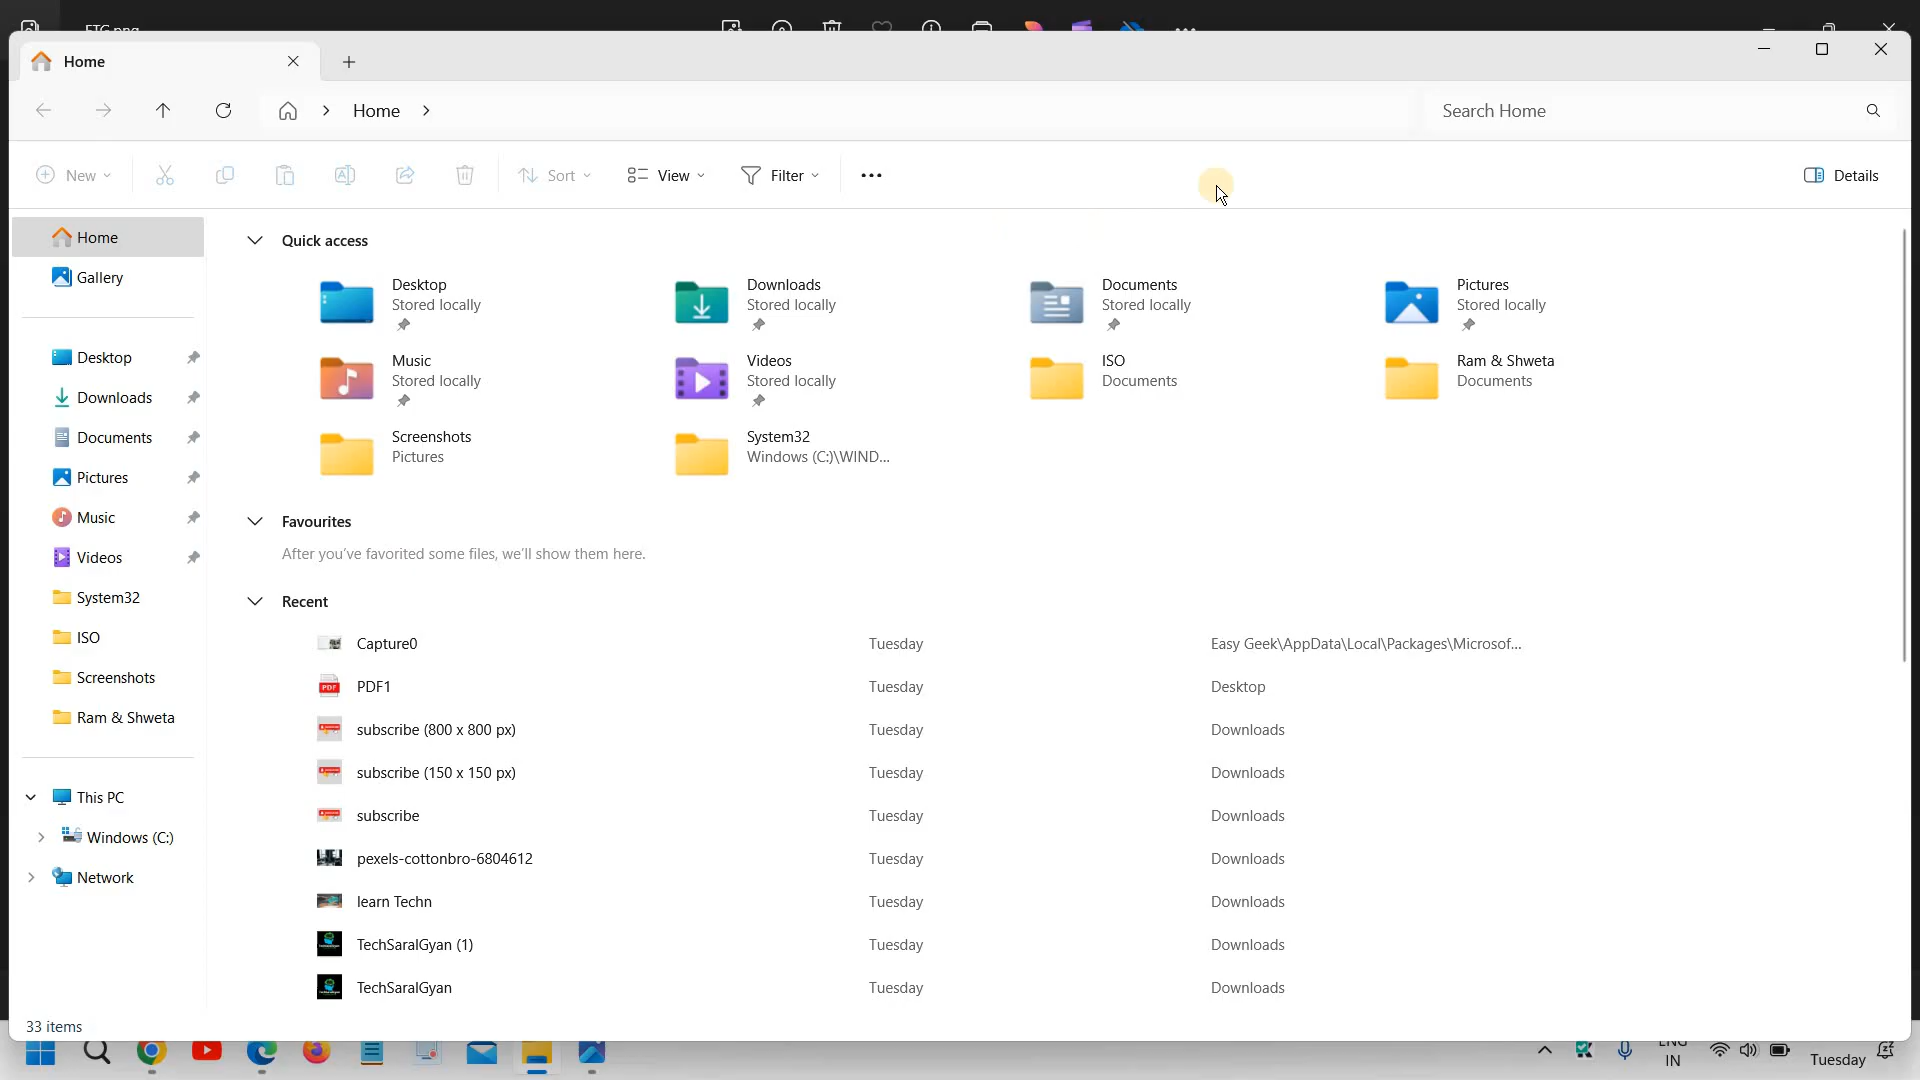 Home
Home
Search Home
New
Sort
View
Filter
Details
Home
Gallery
Desktop
Downloads
Documents
Pictures
Music
Videos
System32
ISO
Screenshots
Ram & Shweta
This PC
Windows (C:)
Network
Quick access
Desktop
Stored locally
Downloads
Stored locally
Documents
Stored locally
Pictures
Stored locally
Music
Stored locally
Videos
Stored locally
ISO
Documents
Ram & Shweta
Documents
Screenshots
Pictures
System32
Windows (C:)\WIND...
Favourites
After you've favorited some files, we'll show them here.
Recent
Capture0 Tuesday Easy Geek\AppData\Local\Packages\Microsof...
PDF1 Tuesday Desktop
subscribe (800 x 800 px) Tuesday Downloads
subscribe (150 x 150 px) Tuesday Downloads
subscribe Tuesday Downloads
pexels-cottonbro-6804612 Tuesday Downloads
learn Techn Tuesday Downloads
TechSaralGyan (1) Tuesday Downloads
TechSaralGyan Tuesday Downloads
33 items
ENG
IN
Tuesday